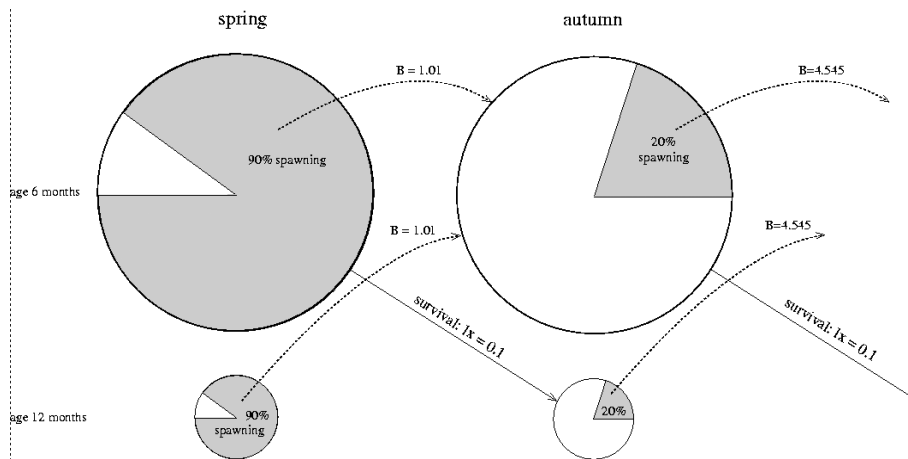 spring
autumn
B = 1.01
B=4.545
90% spawning
20%
spawning
age 6 months
B = 1.01
B=4.545
survival: lx = 0.1
survival: lx = 0.1
age 12 months
90%
spawning
20%